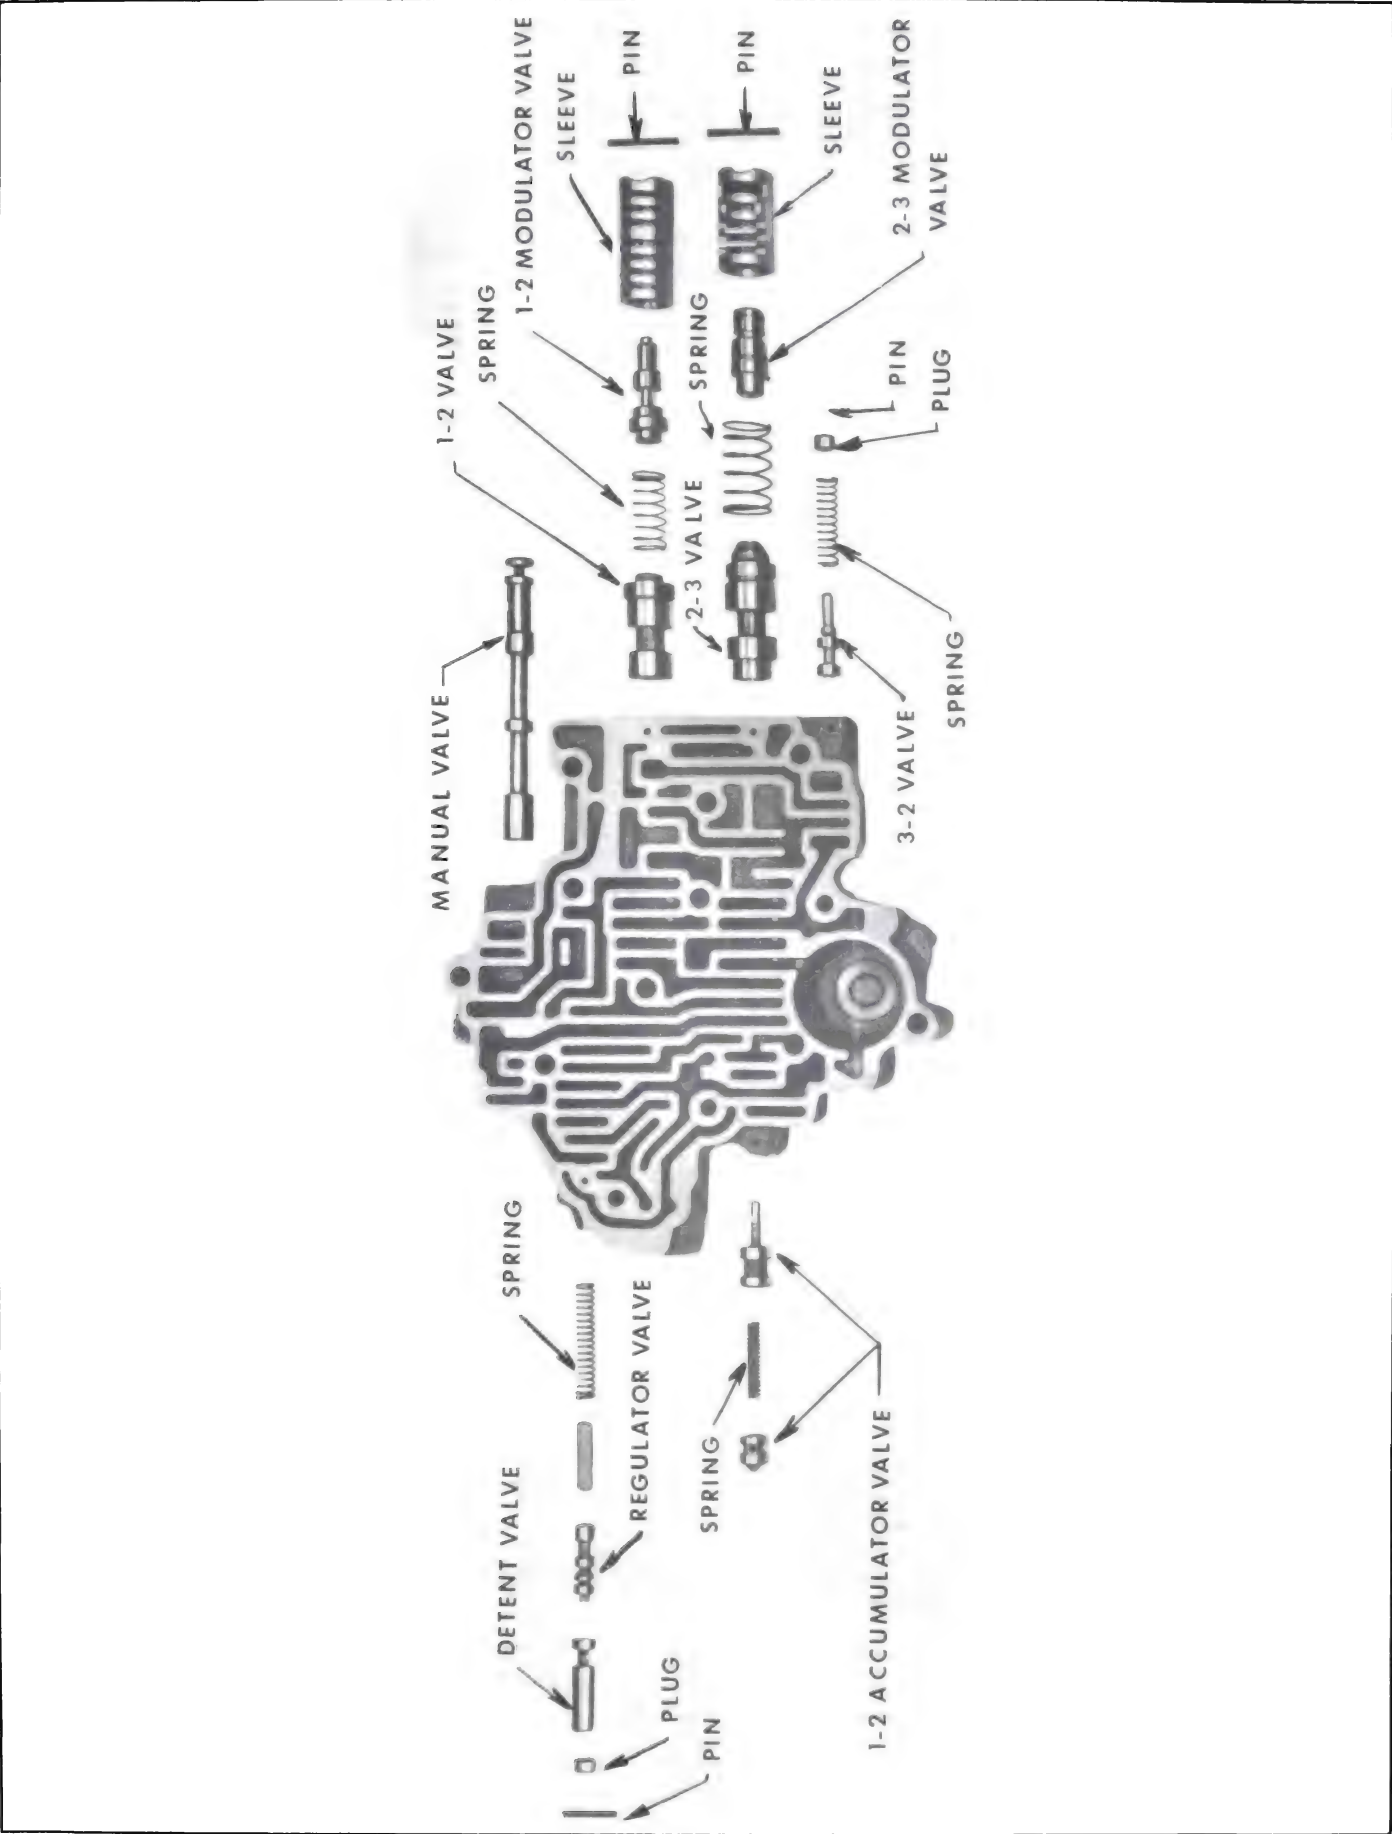 MANUAL VALVE
1-2 VALVE
SPRING
1-2 MODULATOR VALVE
SLEEVE
PIN
PIN
SLEEVE
2-3 MODULATOR
VALVE
SPRING
2-3 VALVE
PIN
PLUG
SPRING
3-2 VALVE
SPRING
DETENT VALVE
REGULATOR VALVE
SPRING
PLUG
PIN
1-2 ACCUMULATOR VALVE